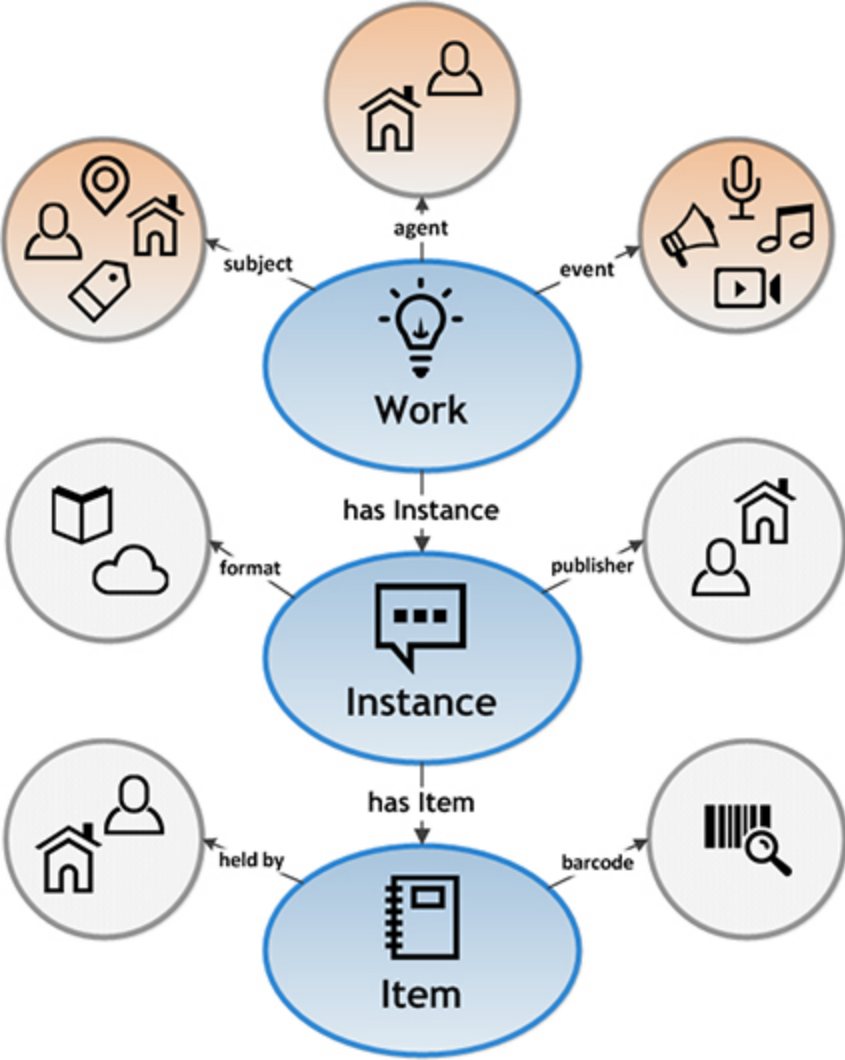 agent
subject
event
Work
has Instance
format
publisher
Instance
has Item
held by
barcode
Item